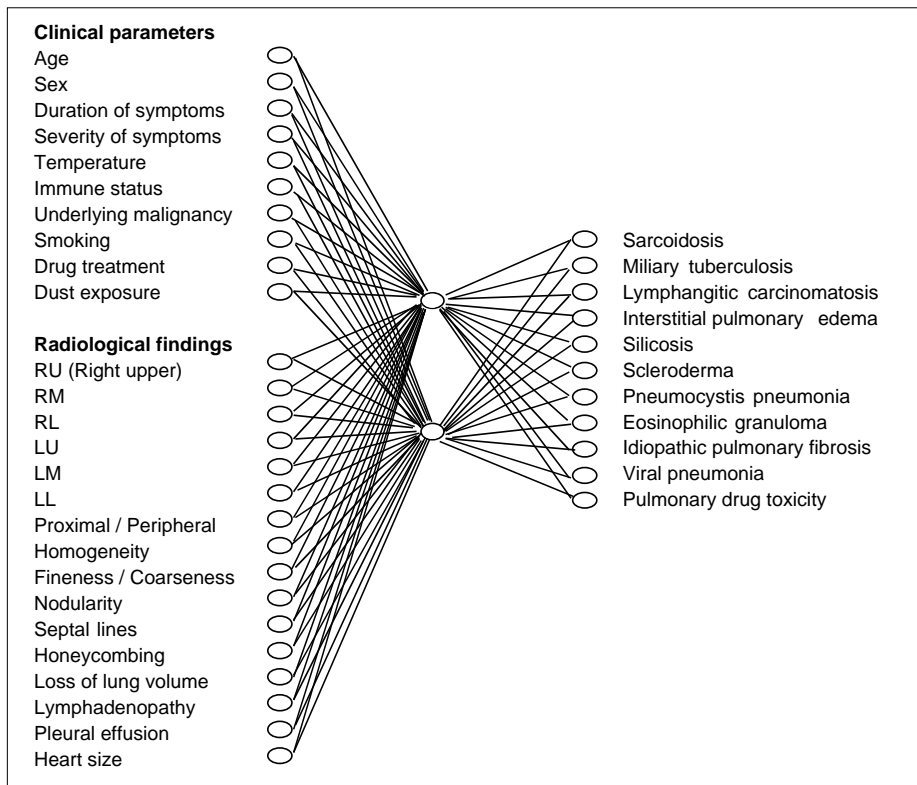 Clinical parameters
Age
Sex
Duration of symptoms
Severity of symptoms
Temperature
Immune status
Underlying malignancy
Smoking
Drug treatment
Dust exposure
Radiological findings
RU (Right upper)
RM
RL
LU
LM
LL
Proximal / Peripheral
Homogeneity
Fineness / Coarseness
Nodularity
Septal lines
Honeycombing
Loss of lung volume
Lymphadenopathy
Pleural effusion
Heart size
Sarcoidosis
Miliary tuberculosis
Lymphangitic carcinomatosis
Interstitial pulmonary edema
Silicosis
Scleroderma
Pneumocystis pneumonia
Eosinophilic granuloma
Idiopathic pulmonary fibrosis
Viral pneumonia
Pulmonary drug toxicity